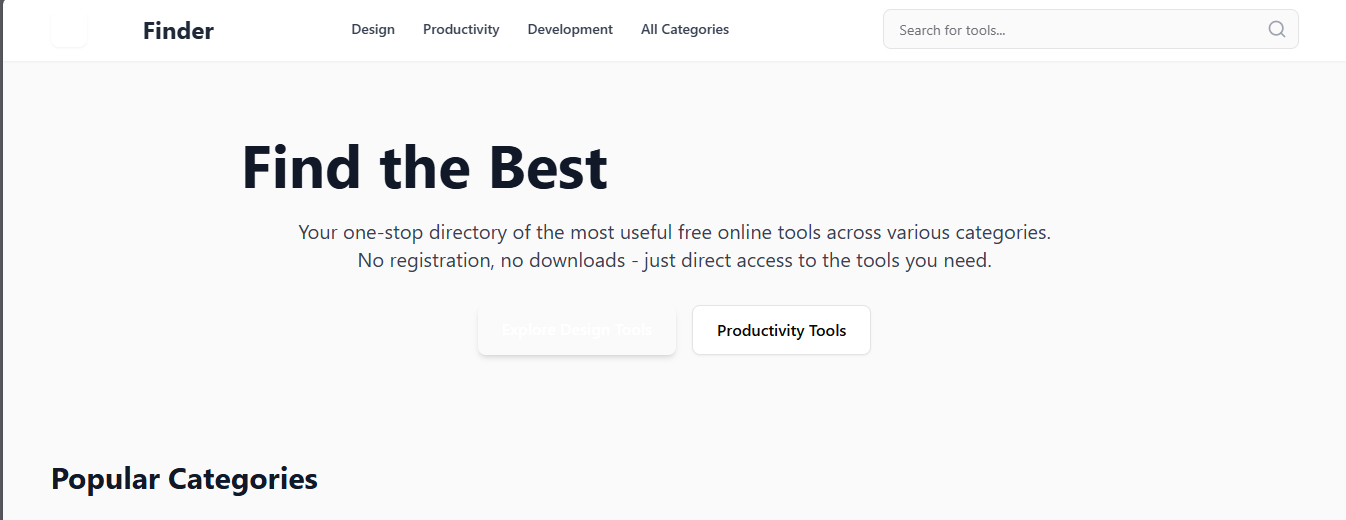 Finder
Design
Productivity
Development
All Categories
Search for tools...
Find the Best
Your one-stop directory of the most useful free online tools across various categories.
No registration, no downloads - just direct access to the tools you need.
Explore Design Tools
Productivity Tools
Popular Categories